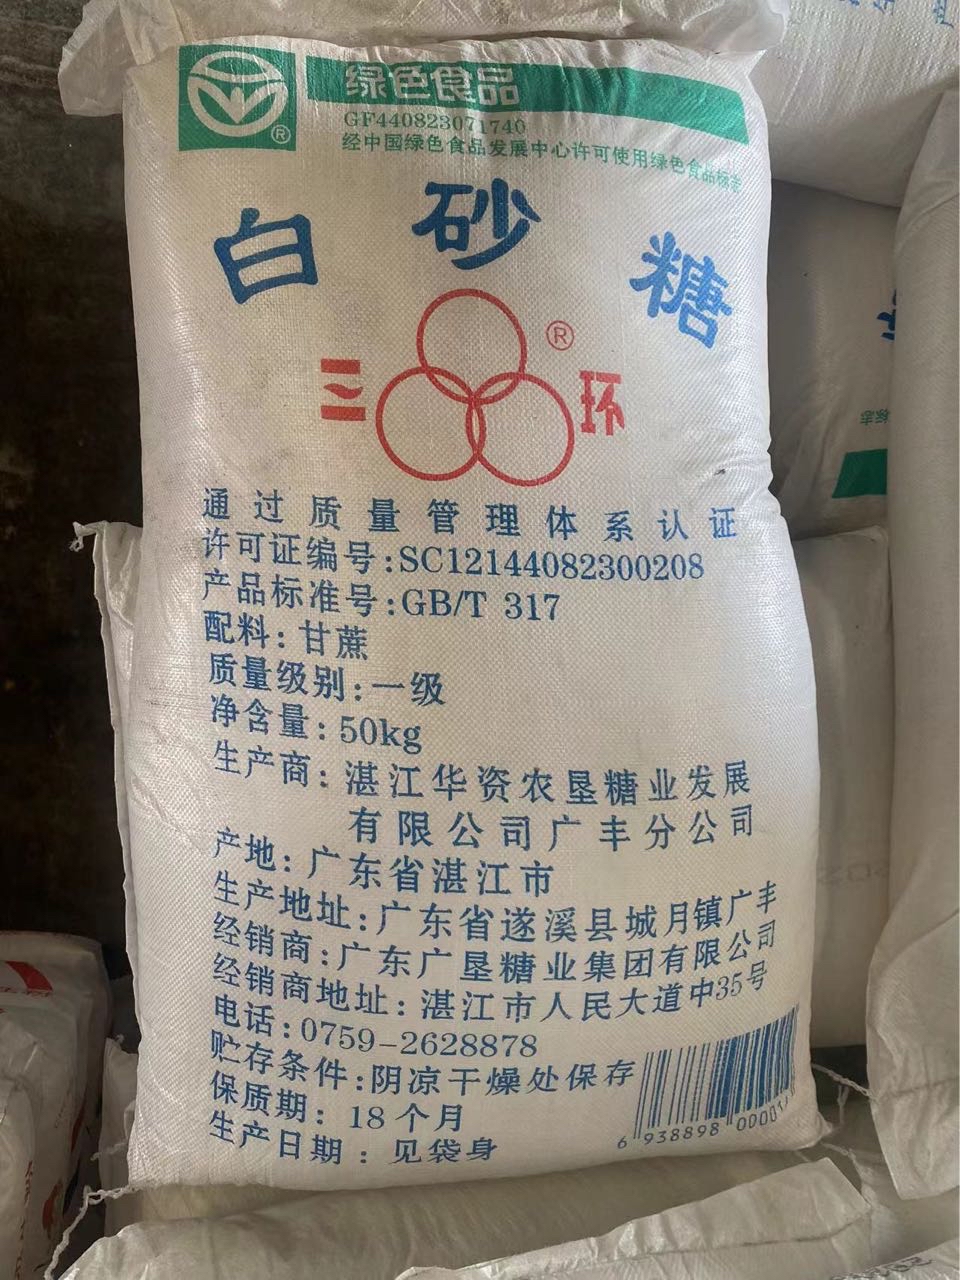 绿色食品
GF440823071740
经中国绿色食品发展中心许可使用绿色食品标志
®
白砂糖
®
三环
通过质量管理体系认证
许可证编号:SC12144082300208
产品标准号:GB/T 317
配料:甘蔗
质量级别:一级
净含量:50kg
生产商:湛江华资农垦糖业发展
有限公司广丰分公司
产地:广东省湛江市
生产地址:广东省遂溪县城月镇广丰
经销商:广东广垦糖业集团有限公司
经销商地址:湛江市人民大道中35号
电话:0759-2628878
贮存条件:阴凉干燥处保存
保质期:18个月
生产日期:见袋身
6 938898 0000